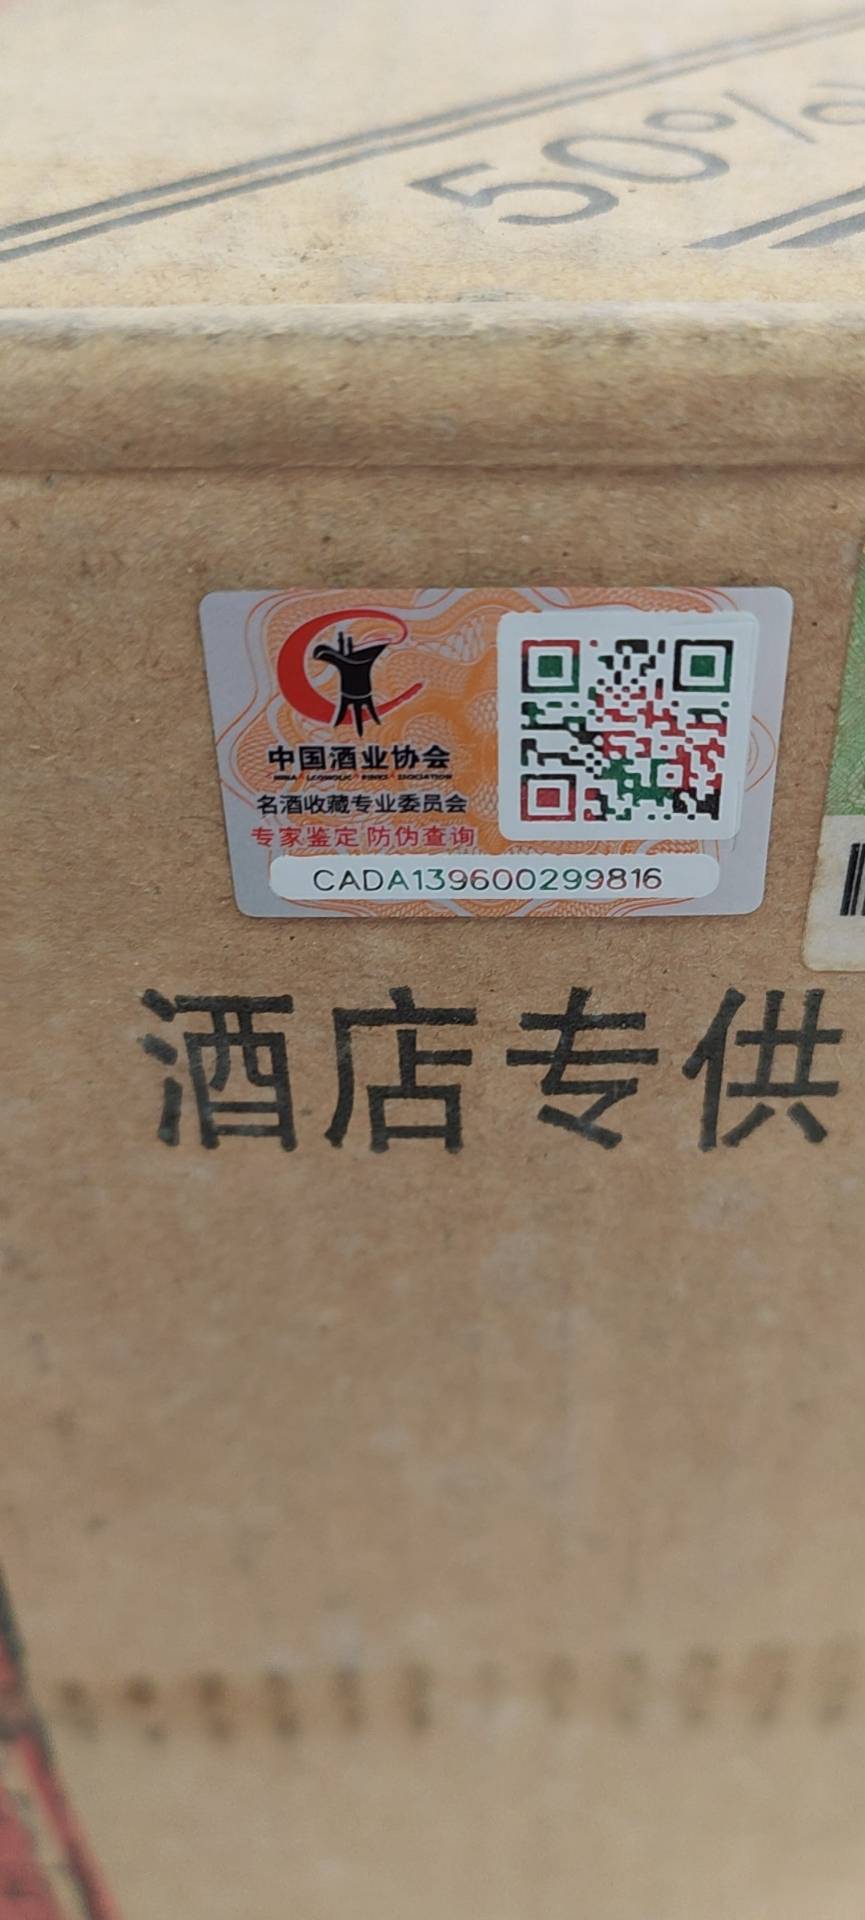 50%
中国酒业协会
名酒收藏专业委员会
专家鉴定 防伪查询
CADA139600299816
酒店专供